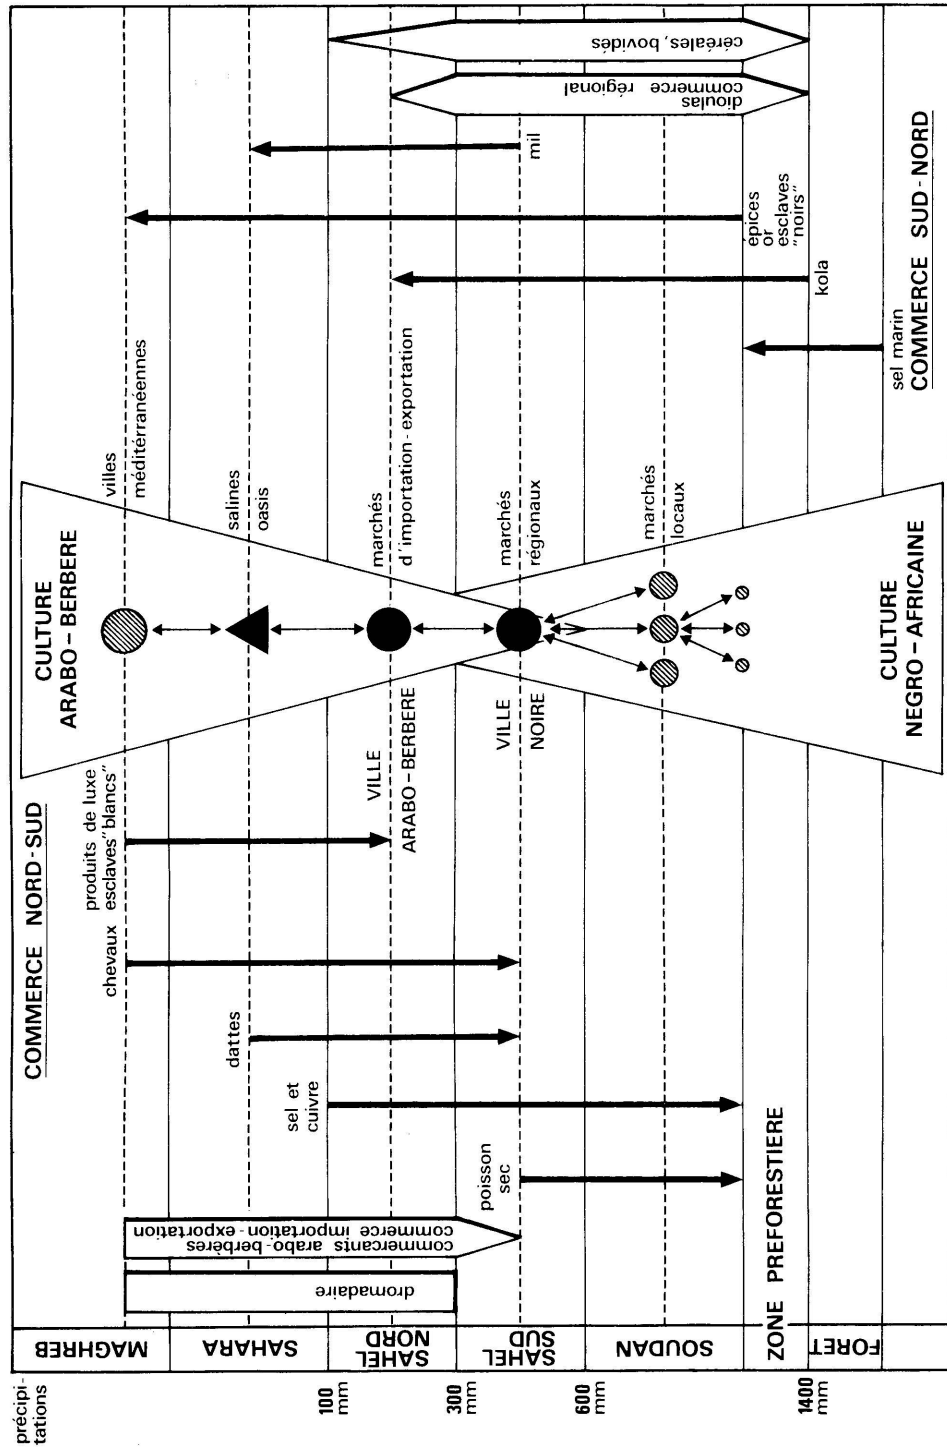 précipi-
tations
100
mm
300
mm
600
mm
1400
mm
MAGHREB
SAHARA
SAHEL
NORD
SAHEL
SUD
SOUDAN
ZONE PREFORESTIERE
FORET
dromadaire
commerçants arabo-berbères
commerce importation-exportation
COMMERCE NORD-SUD
poisson
sec
sel et
cuivre
dattes
chevaux
produits de luxe
esclaves "blancs"
CULTURE
ARABO-BERBERE
VILLE
ARABO-BERBERE
VILLE
NOIRE
villes
méditérranéennes
salines
oasis
marchés
d'importation-exportation
marchés
régionaux
marchés
locaux
CULTURE
NEGRO-AFRICAINE
sel marin
kola
épices
or
esclaves
"noirs"
mil
COMMERCE SUD-NORD
dioulas
commerce régional
céréales, bovidés